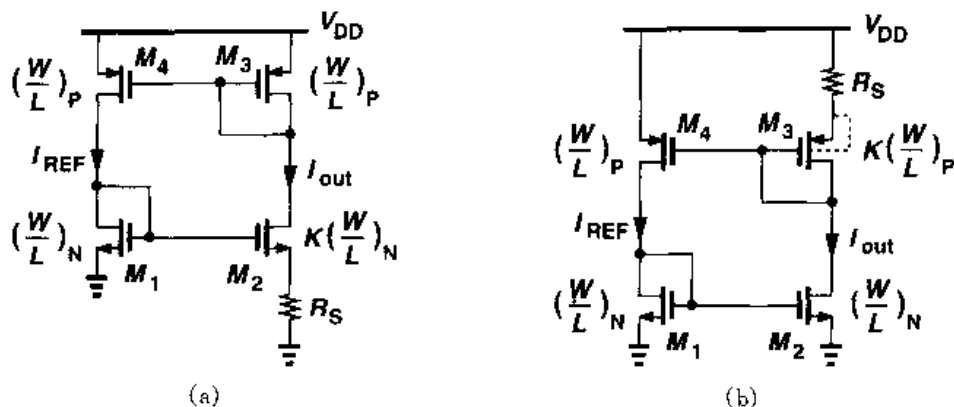 V_DD
M_4
M_3
(W/L)_P
(W/L)_P
I_REF
I_out
(W/L)_N
K(W/L)_N
M_1
M_2
R_S
(a)
V_DD
R_S
M_4
M_3
(W/L)_P
K(W/L)_P
I_REF
I_out
(W/L)_N
(W/L)_N
M_1
M_2
(b)